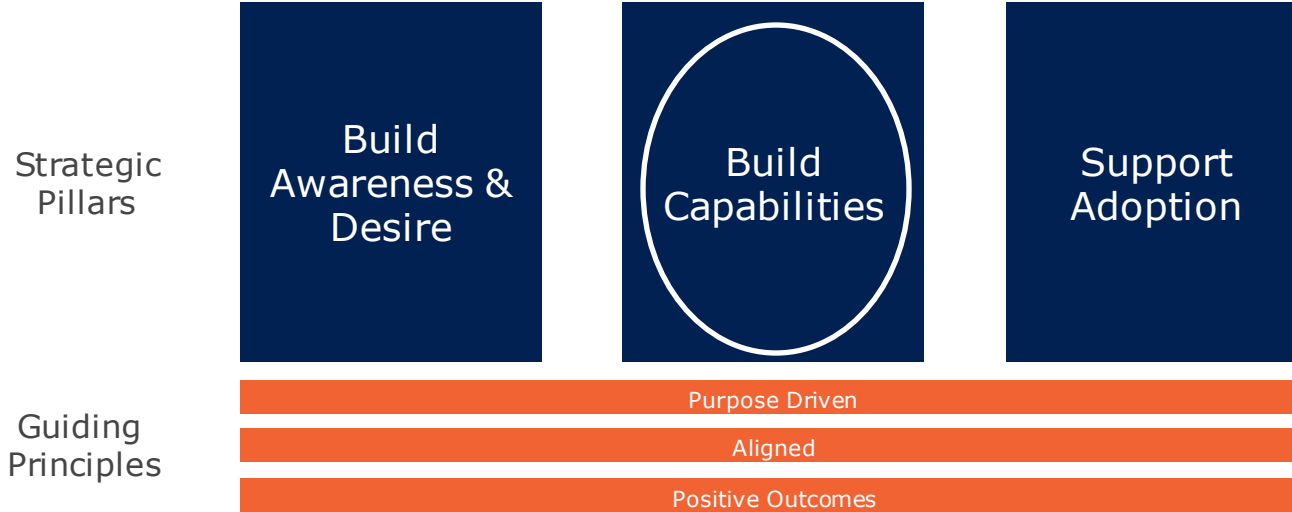 Strategic
Pillars
Build
Awareness &
Desire
Build
Capabilities
Support
Adoption
Guiding
Principles
Purpose Driven
Aligned
Positive Outcomes